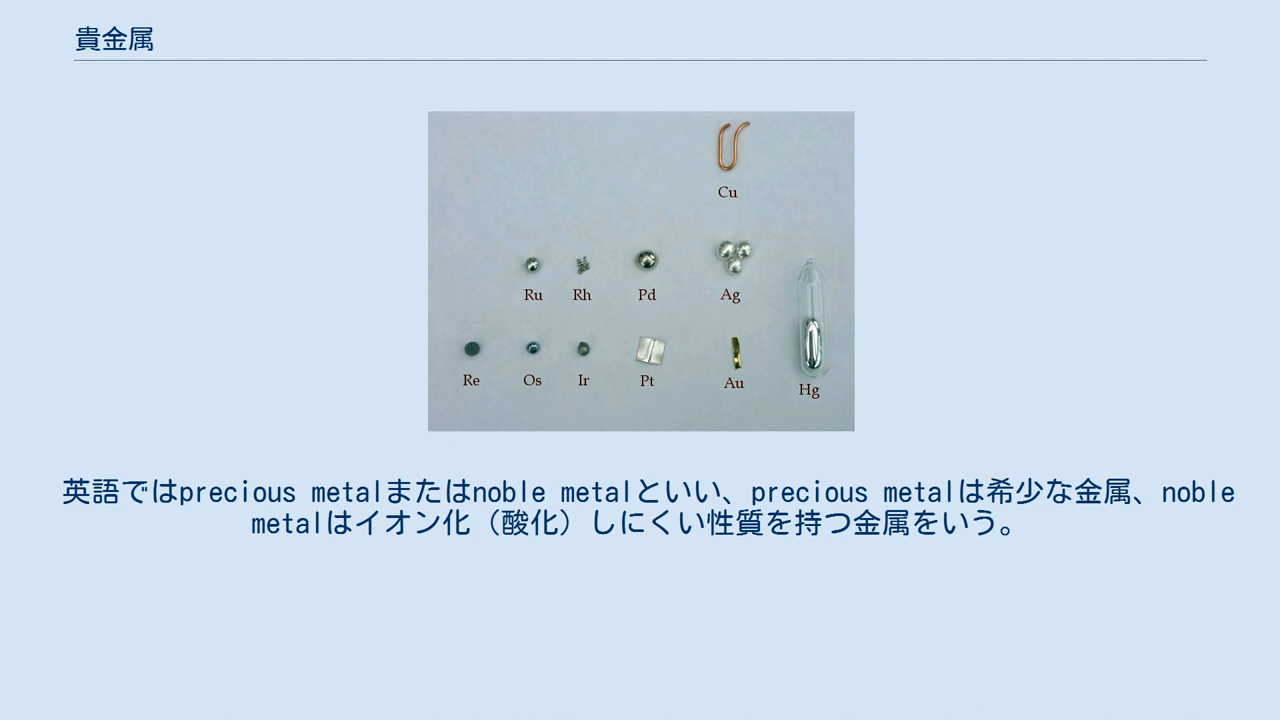 貴金属
Cu
Ru Rh Pd Ag
Re Os Ir Pt Au Hg
英語ではprecious metalまたはnoble metalといい、precious metalは希少な金属、noble
metalはイオン化（酸化）しにくい性質を持つ金属をいう。